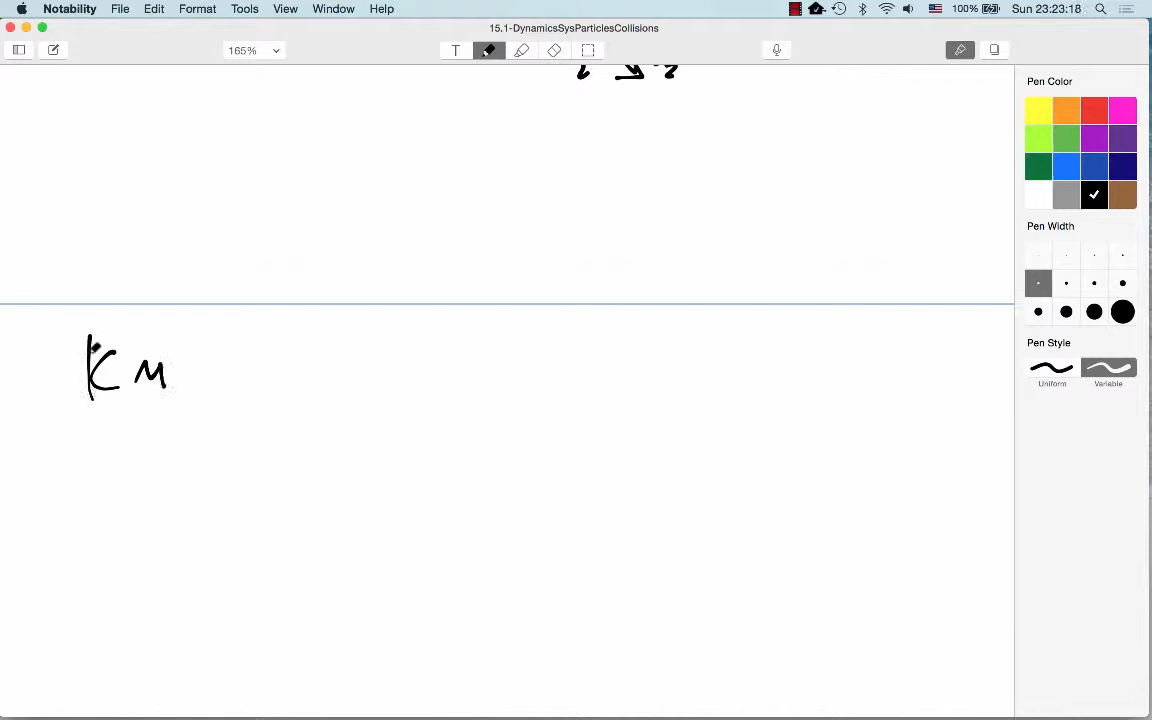 Notability File Edit Format Tools View Window Help 100% Sun 23:23:18
15.1-DynamicsSysParticlesCollisions
165% T
Pen Color
Pen Width
Pen Style
Uniform Variable
CM